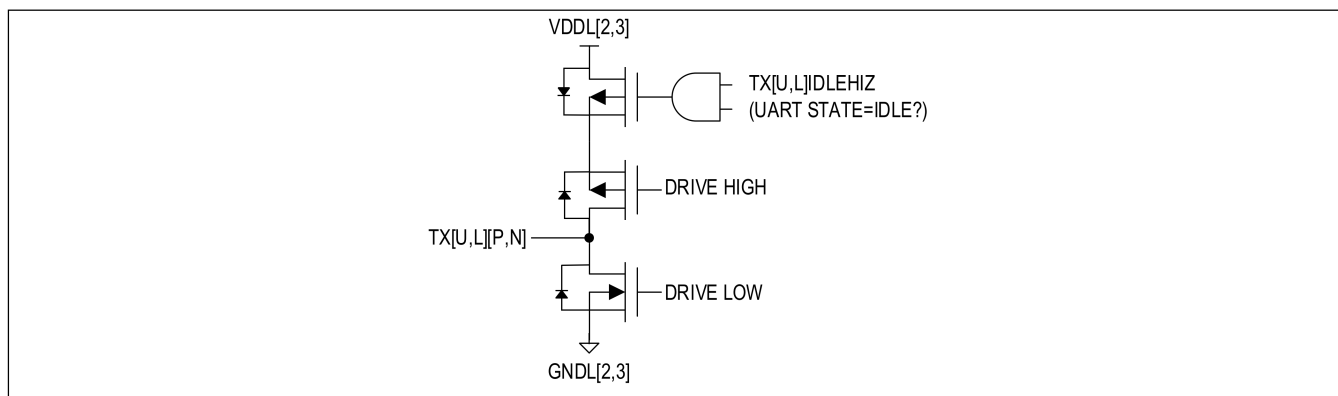 VDDL[2,3]
TX[U,L]IDLEHIZ
(UART STATE=IDLE?)
DRIVE HIGH
TX[U,L][P,N]
DRIVE LOW
GNDL[2,3]